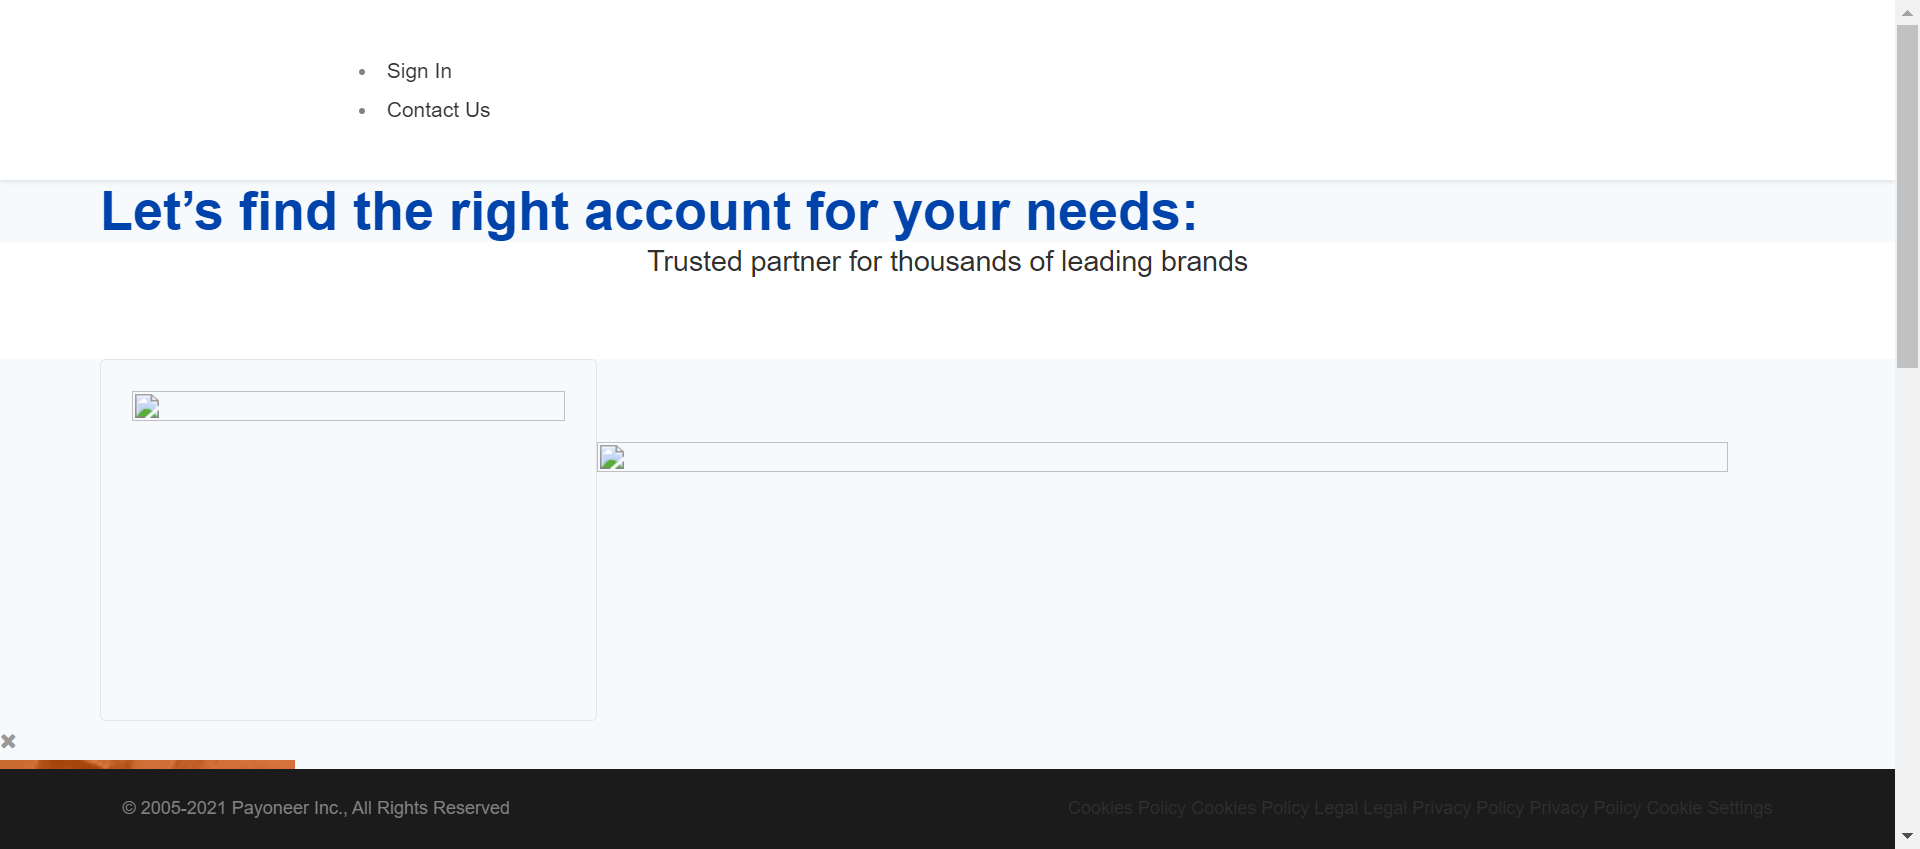 Sign In
Contact Us
Let’s find the right account for your needs:
Trusted partner for thousands of leading brands
© 2005-2021 Payoneer Inc., All Rights Reserved
Cookies Policy Cookies Policy Legal Legal Privacy Policy Privacy Policy Cookie Settings